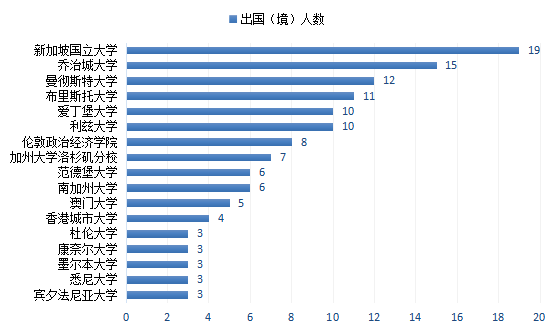 出国（境）人数
新加坡国立大学 19
乔治城大学 15
曼彻斯特大学 12
布里斯托大学 11
爱丁堡大学 10
利兹大学 10
伦敦政治经济学院 8
加州大学洛杉矶分校 7
范德堡大学 6
南加州大学 6
澳门大学 5
香港城市大学 4
杜伦大学 3
康奈尔大学 3
墨尔本大学 3
悉尼大学 3
宾夕法尼亚大学 3
0 2 4 6 8 10 12 14 16 18 20